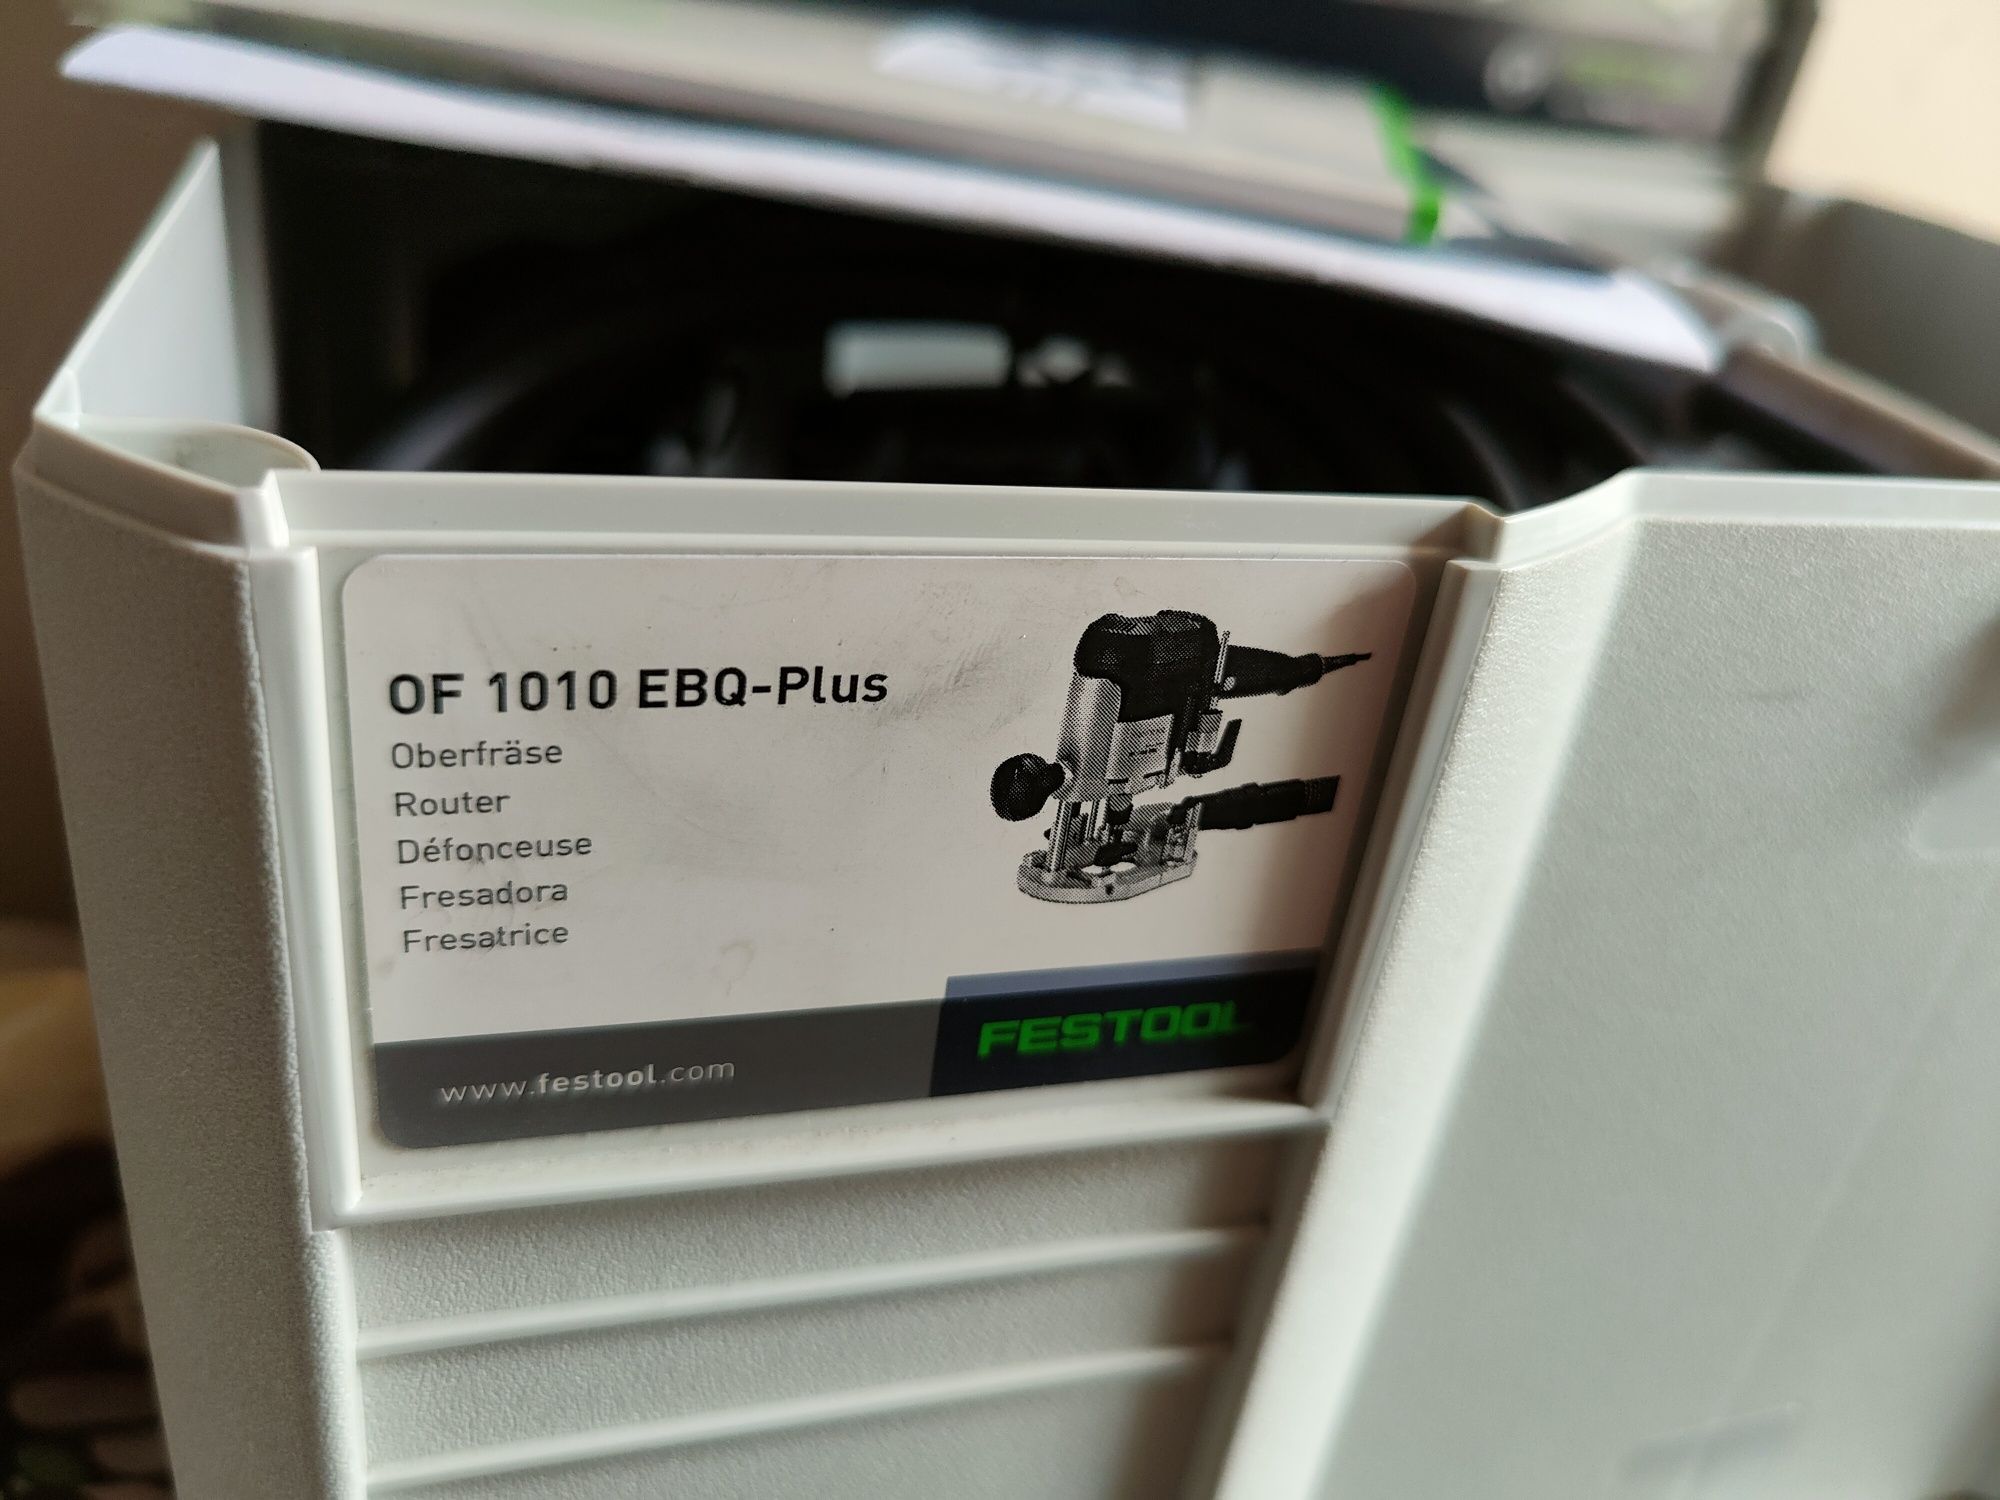 OF 1010 EBQ-Plus
Oberfräse
Router
Défonceuse
Fresadora
Fresatrice
www.festool.com
FESTOOL